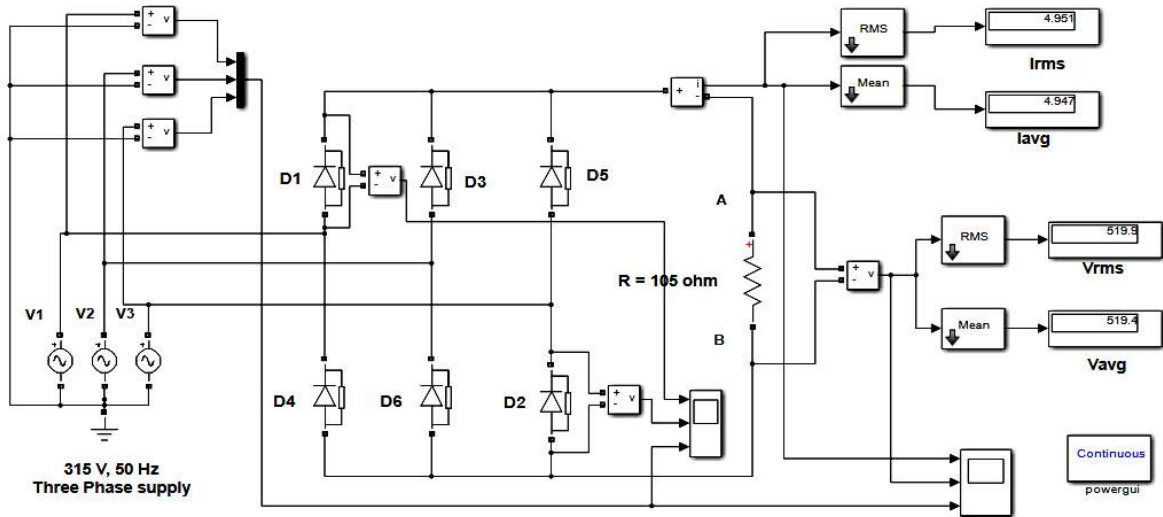 +
-
v
+
-
v
+
-
v
RMS
4.951
Irms
Mean
4.947
Iavg
+
i
-
D1
+
-
v
D3
D5
A
+
R = 105 ohm
B
+
-
v
RMS
519.9
Vrms
Mean
519.4
Vavg
V1
V2
V3
+
+
+
D4
D6
D2
+
-
v
315 V, 50 Hz
Three Phase supply
Continuous
powergui